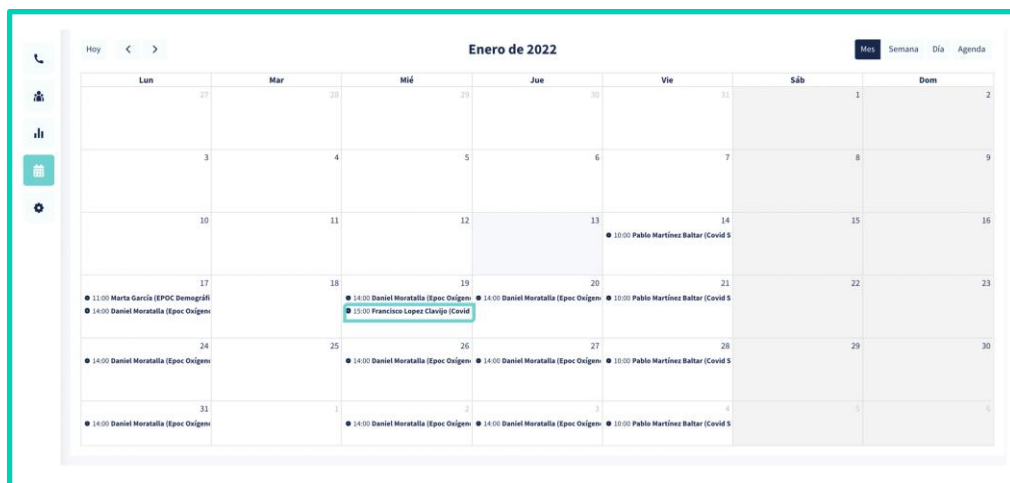 Hoy
Enero de 2022
Mes Semana Día Agenda
Lun Mar Mié Jue Vie Sáb Dom
27 28 29 30 31 1 2
3 4 5 6 7 8 9
10 11 12 13 14 15 16
10:00 Pablo Martínez Baltar (Covid S
17 18 19 20 21 22 23
11:00 Marta García (EPOC Demográfi 14:00 Daniel Moratalla (Epoc Oxígen 14:00 Daniel Moratalla (Epoc Oxígen 10:00 Pablo Martínez Baltar (Covid S
14:00 Daniel Moratalla (Epoc Oxígen 15:00 Francisco Lopez Clavijo (Covid
24 25 26 27 28 29 30
14:00 Daniel Moratalla (Epoc Oxígen 14:00 Daniel Moratalla (Epoc Oxígen 14:00 Daniel Moratalla (Epoc Oxígen 10:00 Pablo Martínez Baltar (Covid S
31 1 2 3 4 5 6
14:00 Daniel Moratalla (Epoc Oxígen 14:00 Daniel Moratalla (Epoc Oxígen 14:00 Daniel Moratalla (Epoc Oxígen 10:00 Pablo Martínez Baltar (Covid S